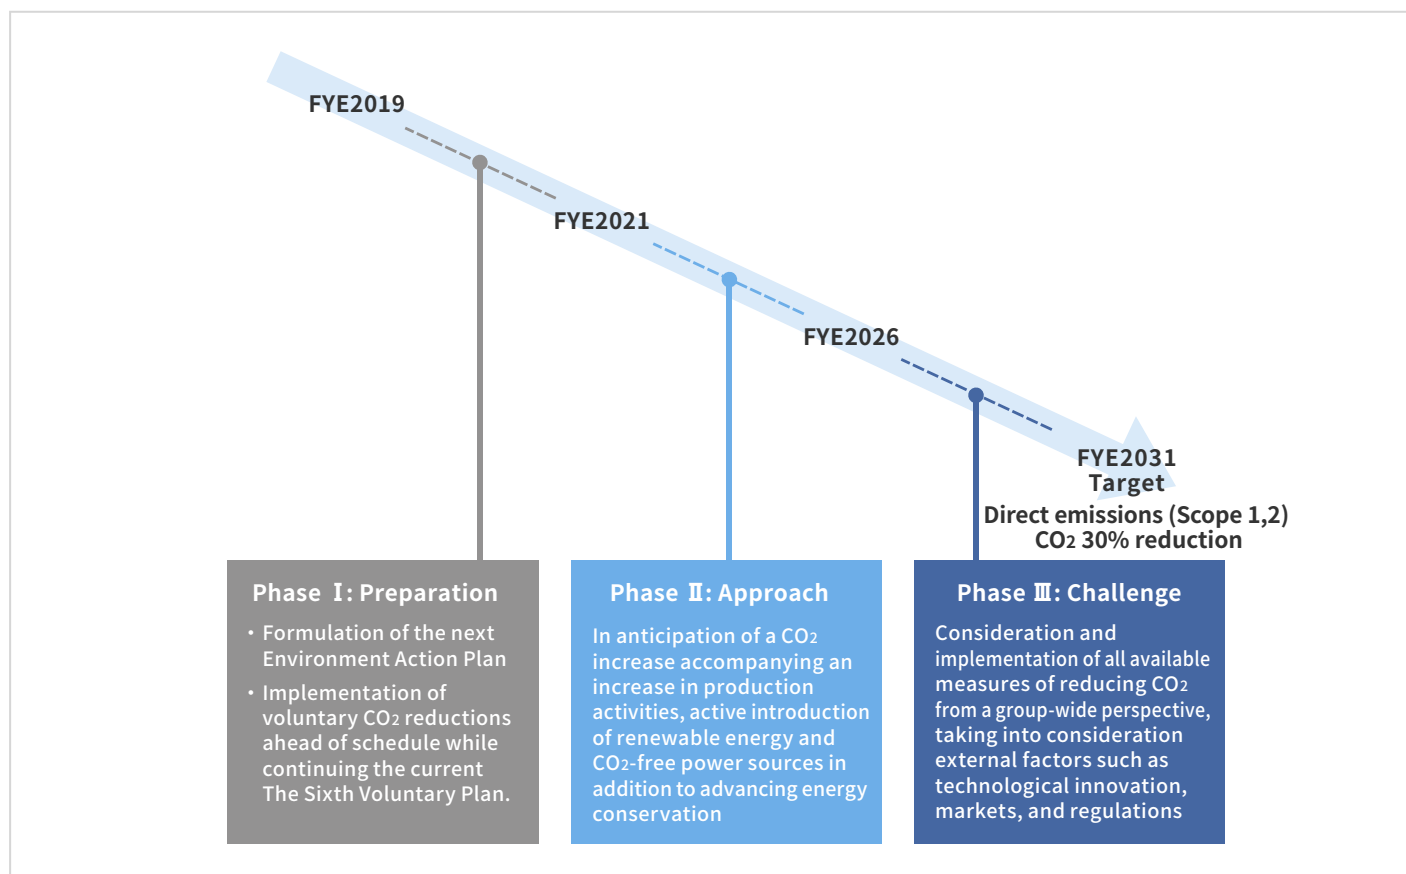 FYE2019
FYE2021
FYE2026
FYE2031
Target
Direct emissions (Scope 1,2)
CO2 30% reduction
Phase Ⅰ: Preparation
・Formulation of the next
Environment Action Plan
・Implementation of
voluntary CO2 reductions
ahead of schedule while
continuing the current
The Sixth Voluntary Plan.
Phase Ⅱ: Approach
In anticipation of a CO2
increase accompanying an
increase in production
activities, active introduction
of renewable energy and
CO2-free power sources in
addition to advancing energy
conservation
Phase Ⅲ: Challenge
Consideration and
implementation of all available
measures of reducing CO2
from a group-wide perspective,
taking into consideration
external factors such as
technological innovation,
markets, and regulations